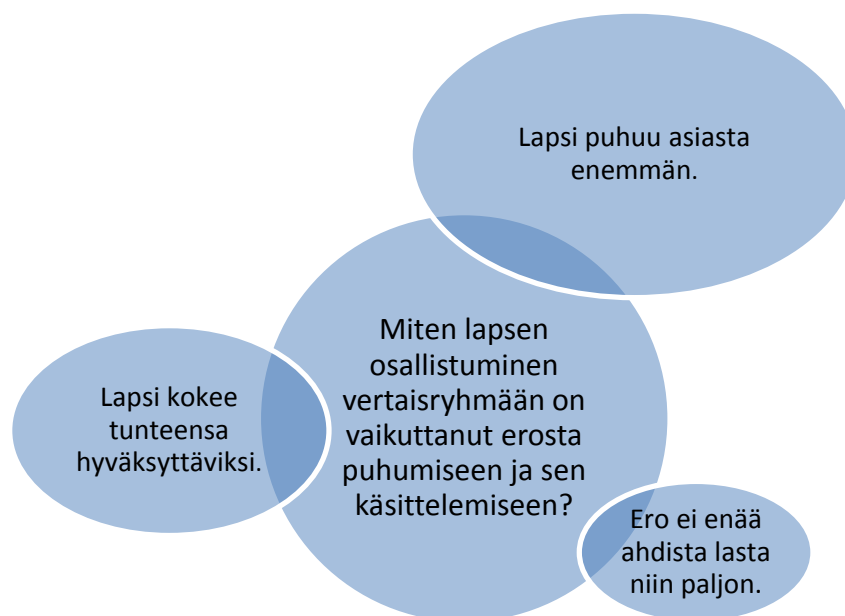 Lapsi puhuu asiasta
enemmän.
Miten lapsen
osallistuminen
vertaisryhmään on
vaikuttanut erosta
puhumiseen ja sen
käsittelemiseen?
Lapsi kokee
tunteensa
hyväksyttäviksi.
Ero ei enää
ahdista lasta
niin paljon.